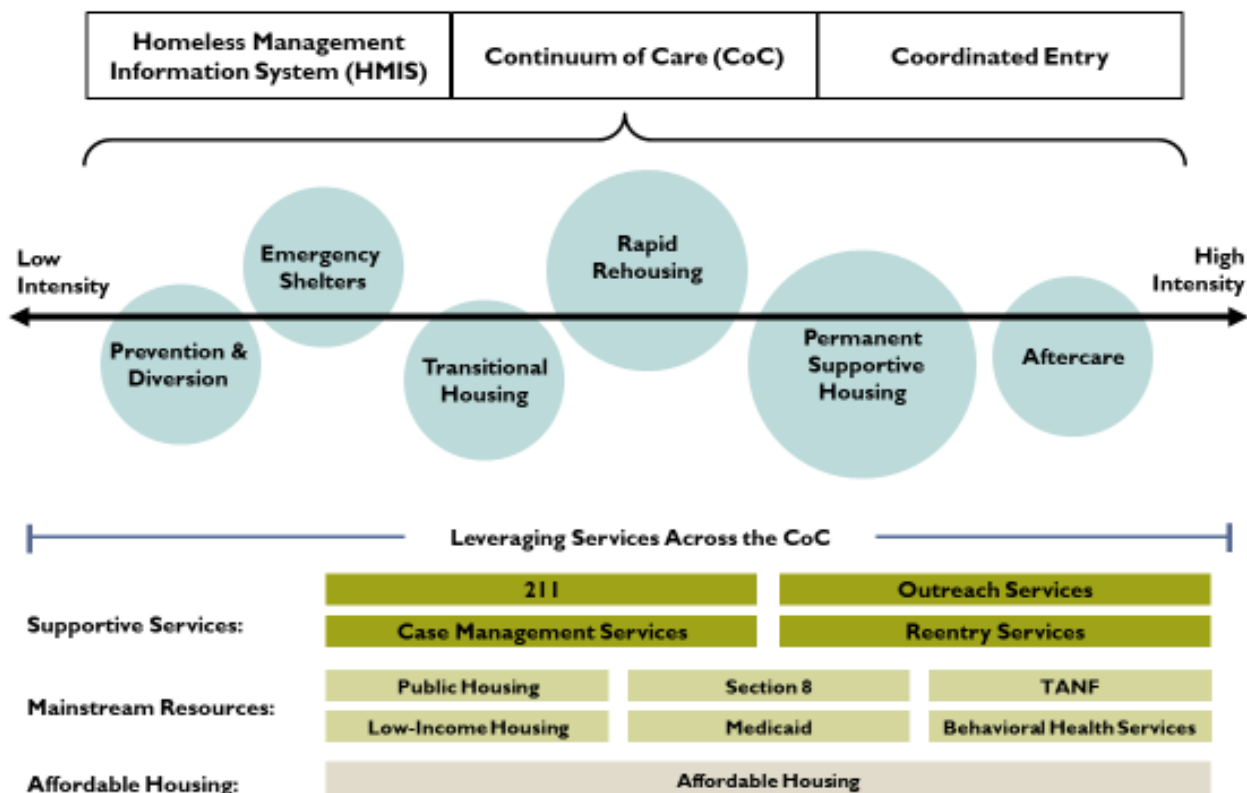 Homeless Management
Information System (HMIS)
Continuum of Care (CoC)
Coordinated Entry
Low
Intensity
High
Intensity
Prevention &
Diversion
Emergency
Shelters
Transitional
Housing
Rapid
Rehousing
Permanent
Supportive
Housing
Aftercare
Leveraging Services Across the CoC
Supportive Services:
211
Outreach Services
Case Management Services
Reentry Services
Mainstream Resources:
Public Housing
Section 8
TANF
Low-Income Housing
Medicaid
Behavioral Health Services
Affordable Housing:
Affordable Housing